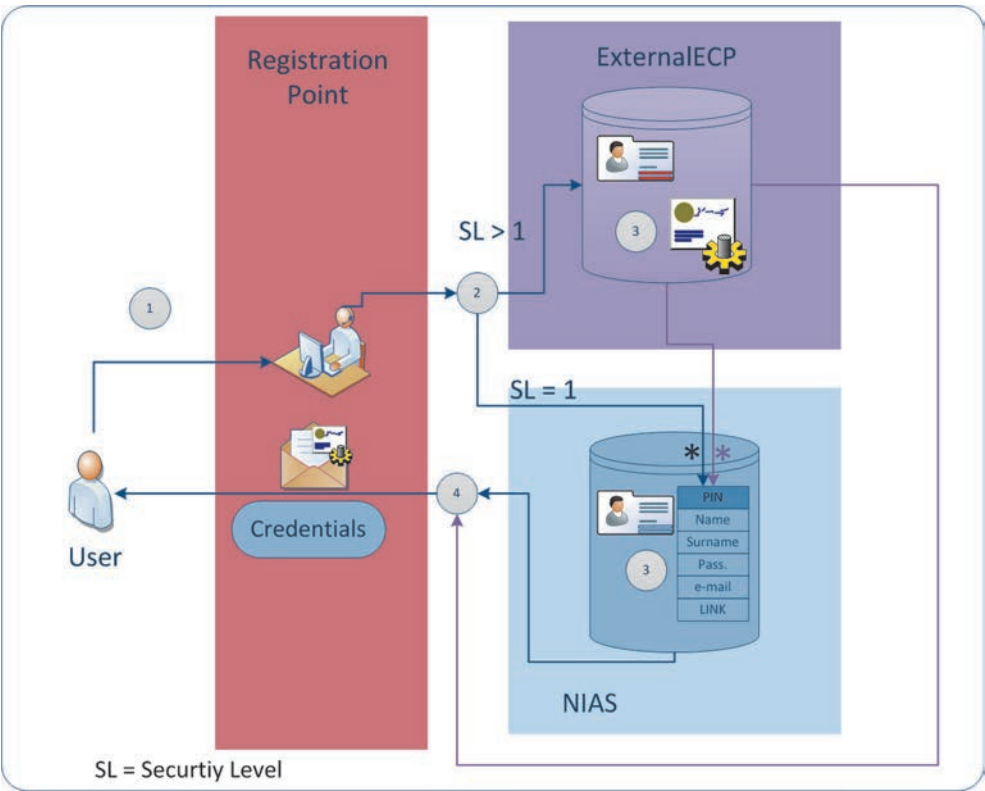 Registration
Point
ExternalECP
3
SL > 1
1
2
SL = 1
* *
PIN
Name
Surname
Pass.
e-mail
LINK
3
4
Credentials
User
NIAS
SL = Securtiy Level